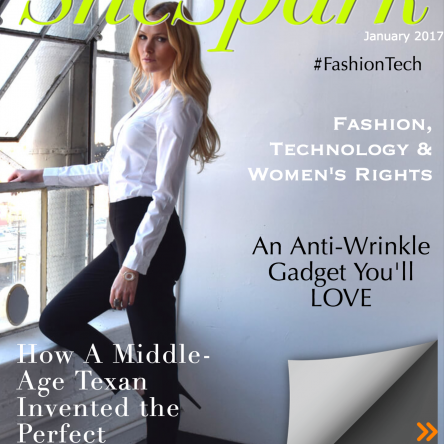 SheSpark
January 2017
#FashionTech
Fashion,
Technology &
Women's Rights
An Anti-Wrinkle
Gadget You'll
LOVE
How A Middle-
Age Texan
Invented the
Perfect